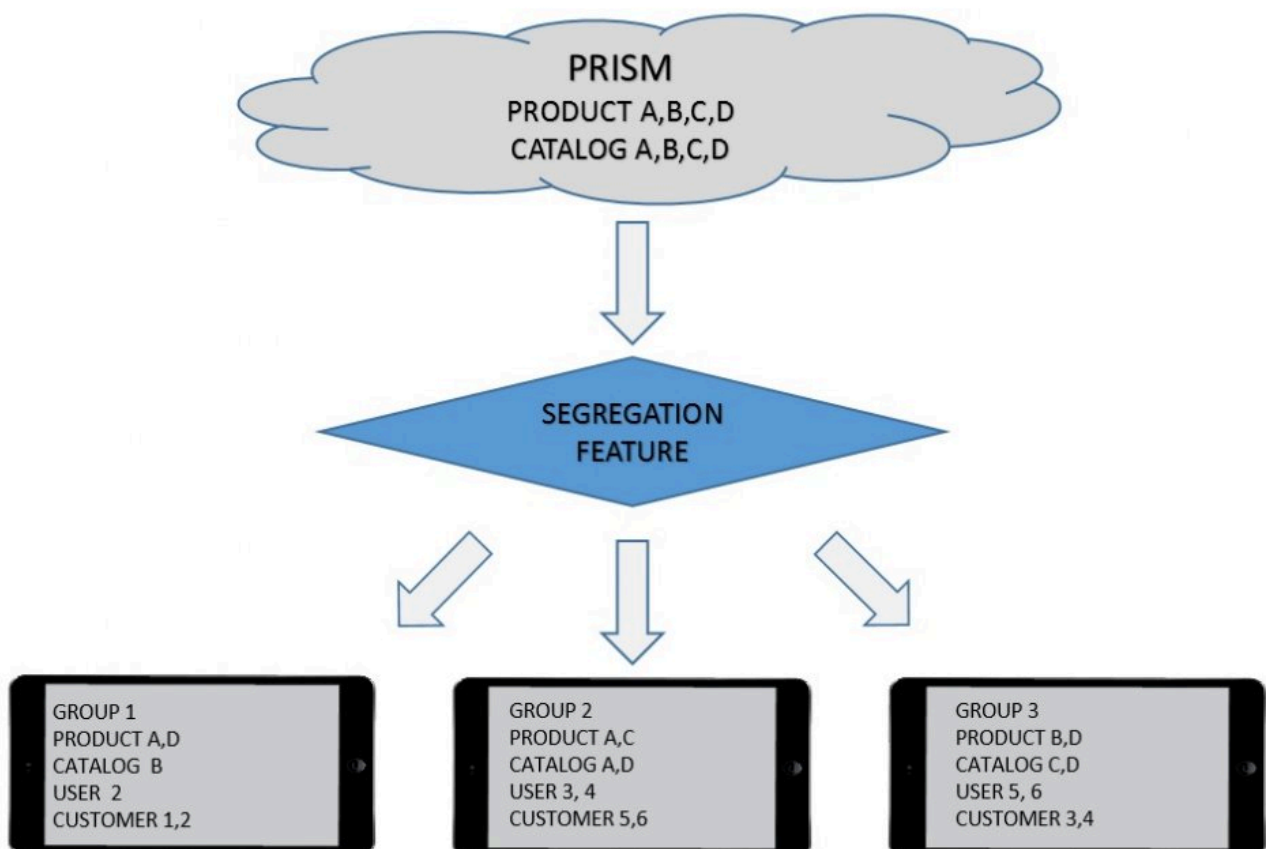 PRISM
PRODUCT A,B,C,D
CATALOG A,B,C,D
SEGREGATION
FEATURE
GROUP 1
PRODUCT A,D
CATALOG B
USER 2
CUSTOMER 1,2
GROUP 2
PRODUCT A,C
CATALOG A,D
USER 3, 4
CUSTOMER 5,6
GROUP 3
PRODUCT B,D
CATALOG C,D
USER 5, 6
CUSTOMER 3,4